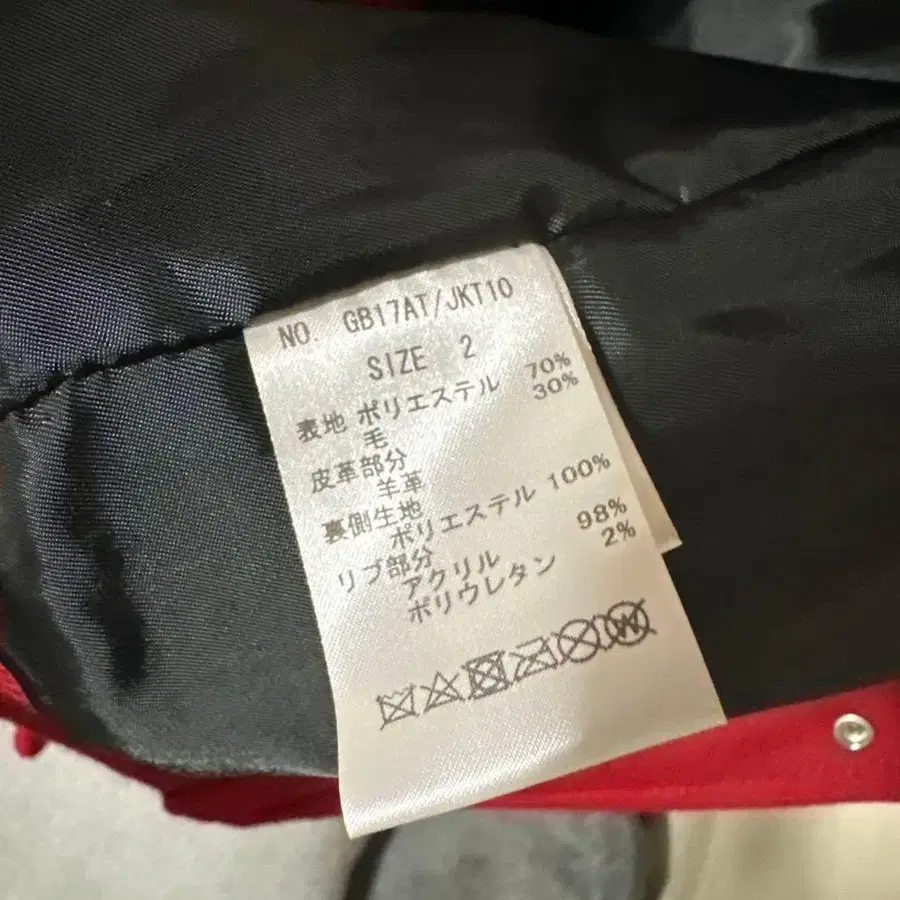 NO. GB17AT/JKT10
SIZE 2
表地 ポリエステル 70%
毛 30%
皮革部分
羊革
裏側生地
ポリエステル 100%
リブ部分
アクリル 98%
ポリウレタン 2%